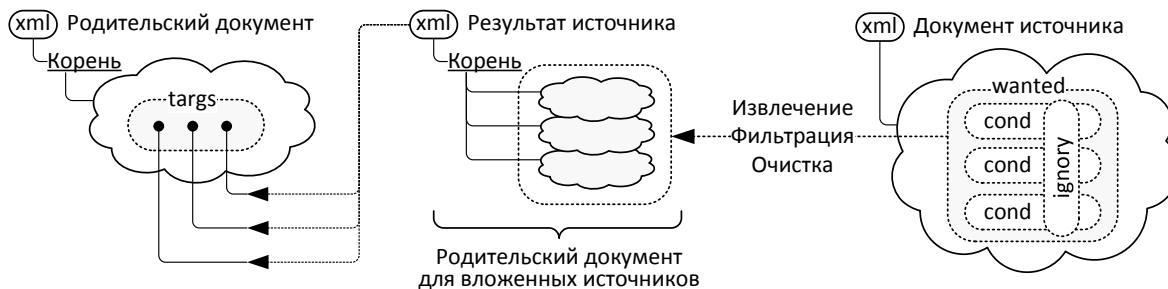 xml Родительский документ
Корень
targs
xml Результат источника
Корень
Родительский документ
для вложенных источников
Извлечение
Фильтрация
Очистка
xml Документ источника
wanted
cond
cond
cond
ignory